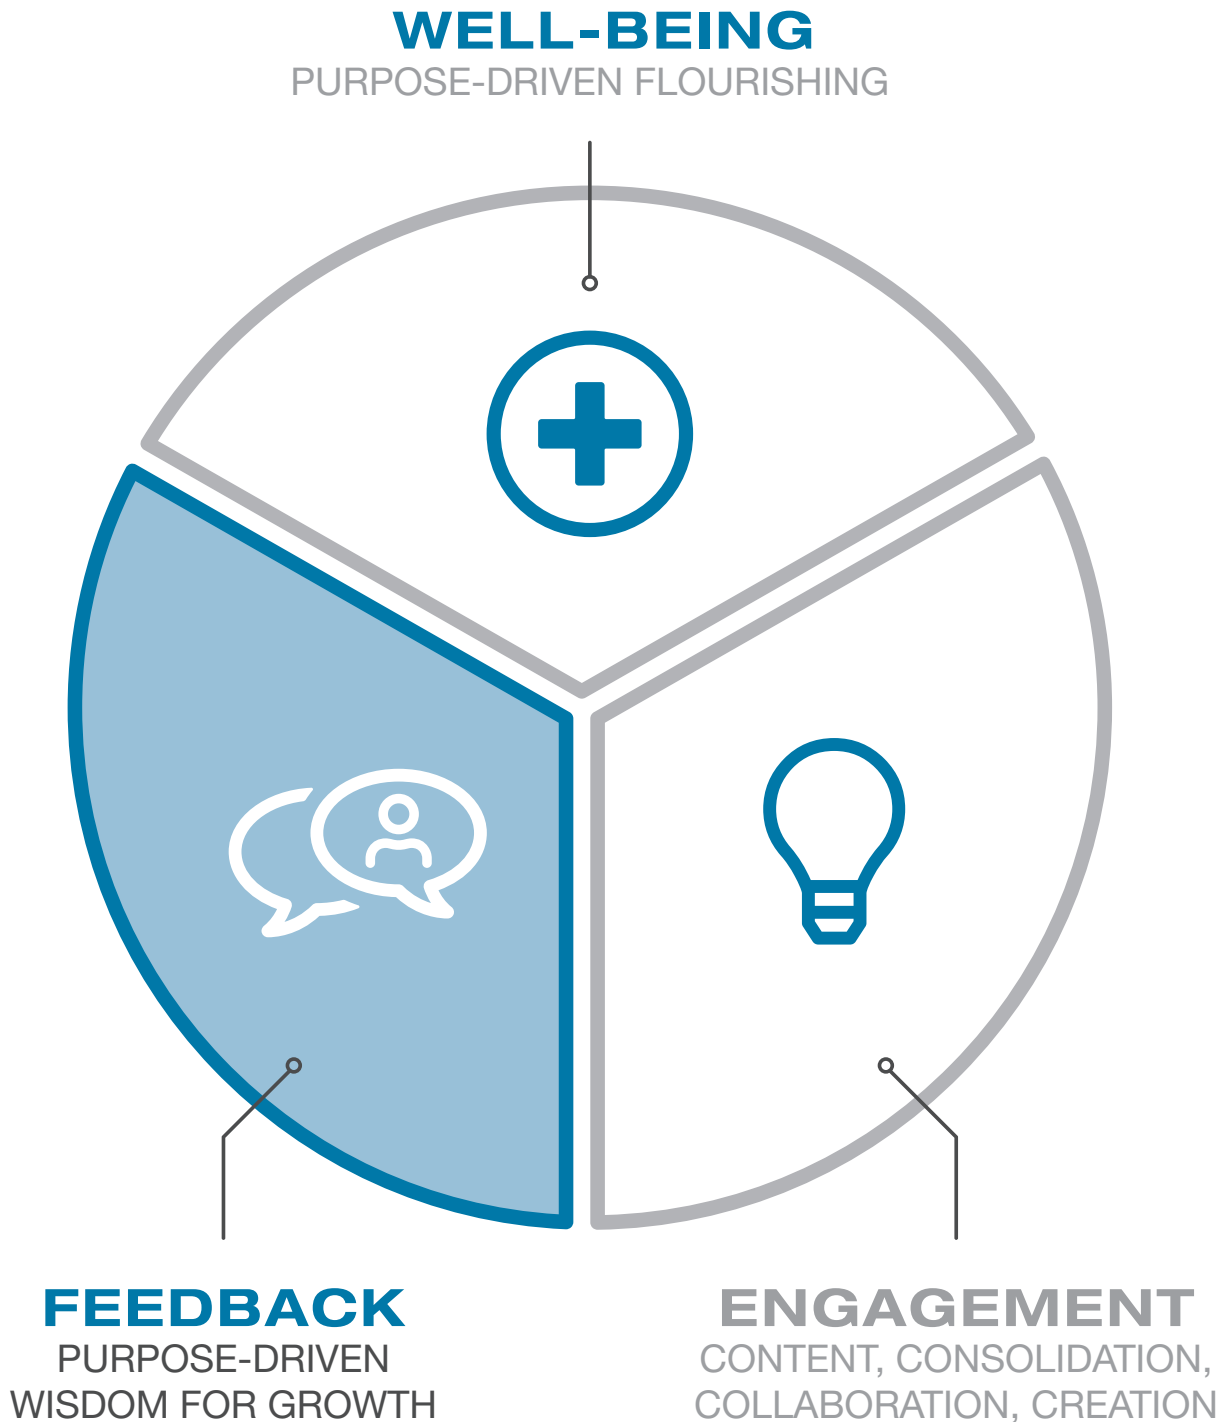 WELL-BEING
PURPOSE-DRIVEN FLOURISHING
FEEDBACK
PURPOSE-DRIVEN
WISDOM FOR GROWTH
ENGAGEMENT
CONTENT, CONSOLIDATION,
COLLABORATION, CREATION